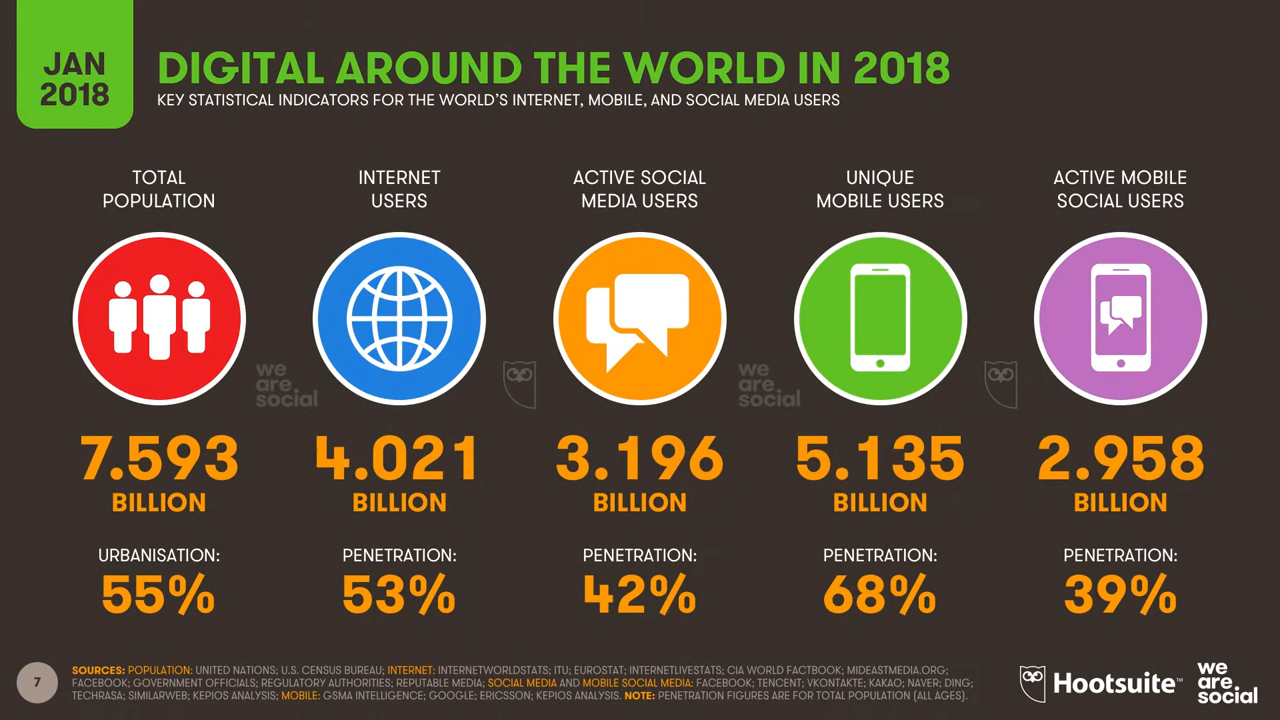 JAN
2018
DIGITAL AROUND THE WORLD IN 2018
KEY STATISTICAL INDICATORS FOR THE WORLD'S INTERNET, MOBILE, AND SOCIAL MEDIA USERS
TOTAL
POPULATION
INTERNET
USERS
ACTIVE SOCIAL
MEDIA USERS
UNIQUE
MOBILE USERS
ACTIVE MOBILE
SOCIAL USERS
we
are
social
we
are
social
7.593
BILLION
4.021
BILLION
3.196
BILLION
5.135
BILLION
2.958
BILLION
URBANISATION:
55%
PENETRATION:
53%
PENETRATION:
42%
PENETRATION:
68%
PENETRATION:
39%
7
SOURCES: POPULATION: UNITED NATIONS; U.S. CENSUS BUREAU; INTERNET: INTERNETWORLDSTATS; ITU; EUROSTAT; INTERNETLIVESTATS; CIA WORLD FACTBOOK; MIDEASTMEDIA.ORG;
FACEBOOK; GOVERNMENT OFFICIALS; REGULATORY AUTHORITIES; REPUTABLE MEDIA; SOCIAL MEDIA AND MOBILE SOCIAL MEDIA: FACEBOOK; TENCENT; VKONTAKTE; KAKAO; NAVER; DING;
TECHRASA; SIMILARWEB; KEPIOS ANALYSIS; MOBILE: GSMA INTELLIGENCE; GOOGLE; ERICSSON; KEPIOS ANALYSIS. NOTE: PENETRATION FIGURES ARE FOR TOTAL POPULATION (ALL AGES).
Hootsuite™
we
are
social